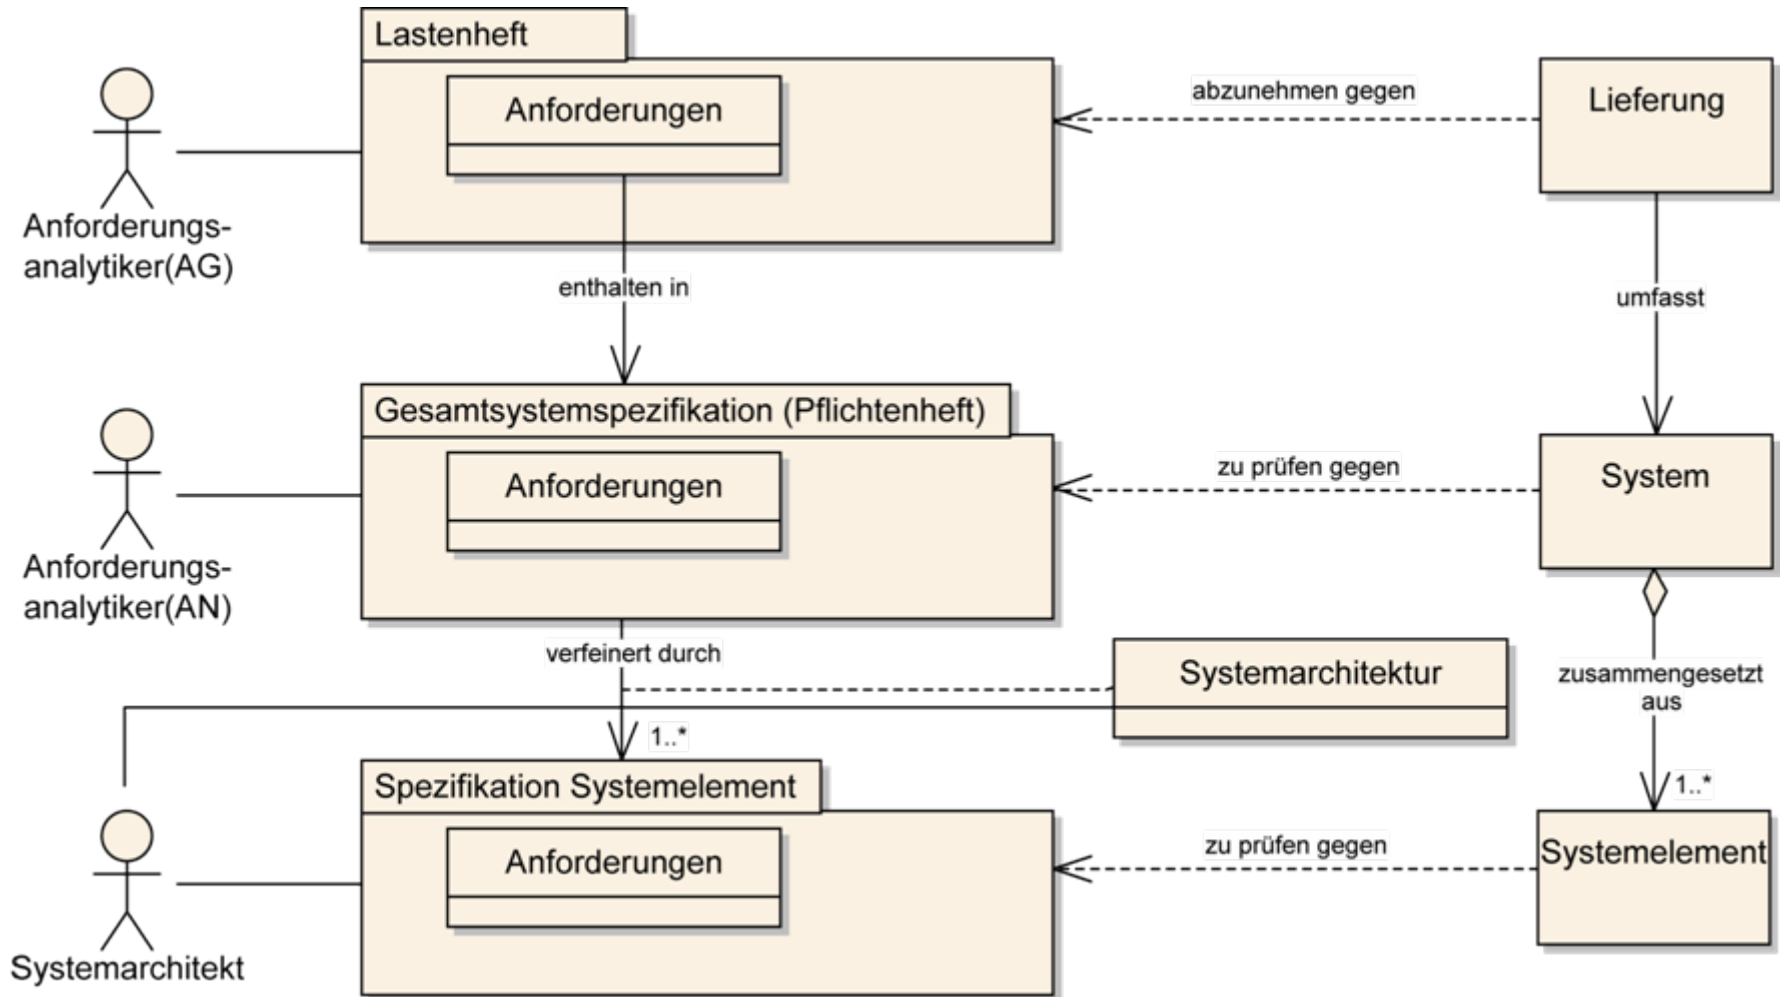 Lastenheft
Anforderungen
abzunehmen gegen
Lieferung
Anforderungs-
analytiker(AG)
enthalten in
umfasst
Gesamtsystemspezifikation (Pflichtenheft)
Anforderungen
zu prüfen gegen
System
Anforderungs-
analytiker(AN)
verfeinert durch
Systemarchitektur
zusammengesetzt
aus
1..*
1..*
Spezifikation Systemelement
Anforderungen
zu prüfen gegen
Systemelement
Systemarchitekt